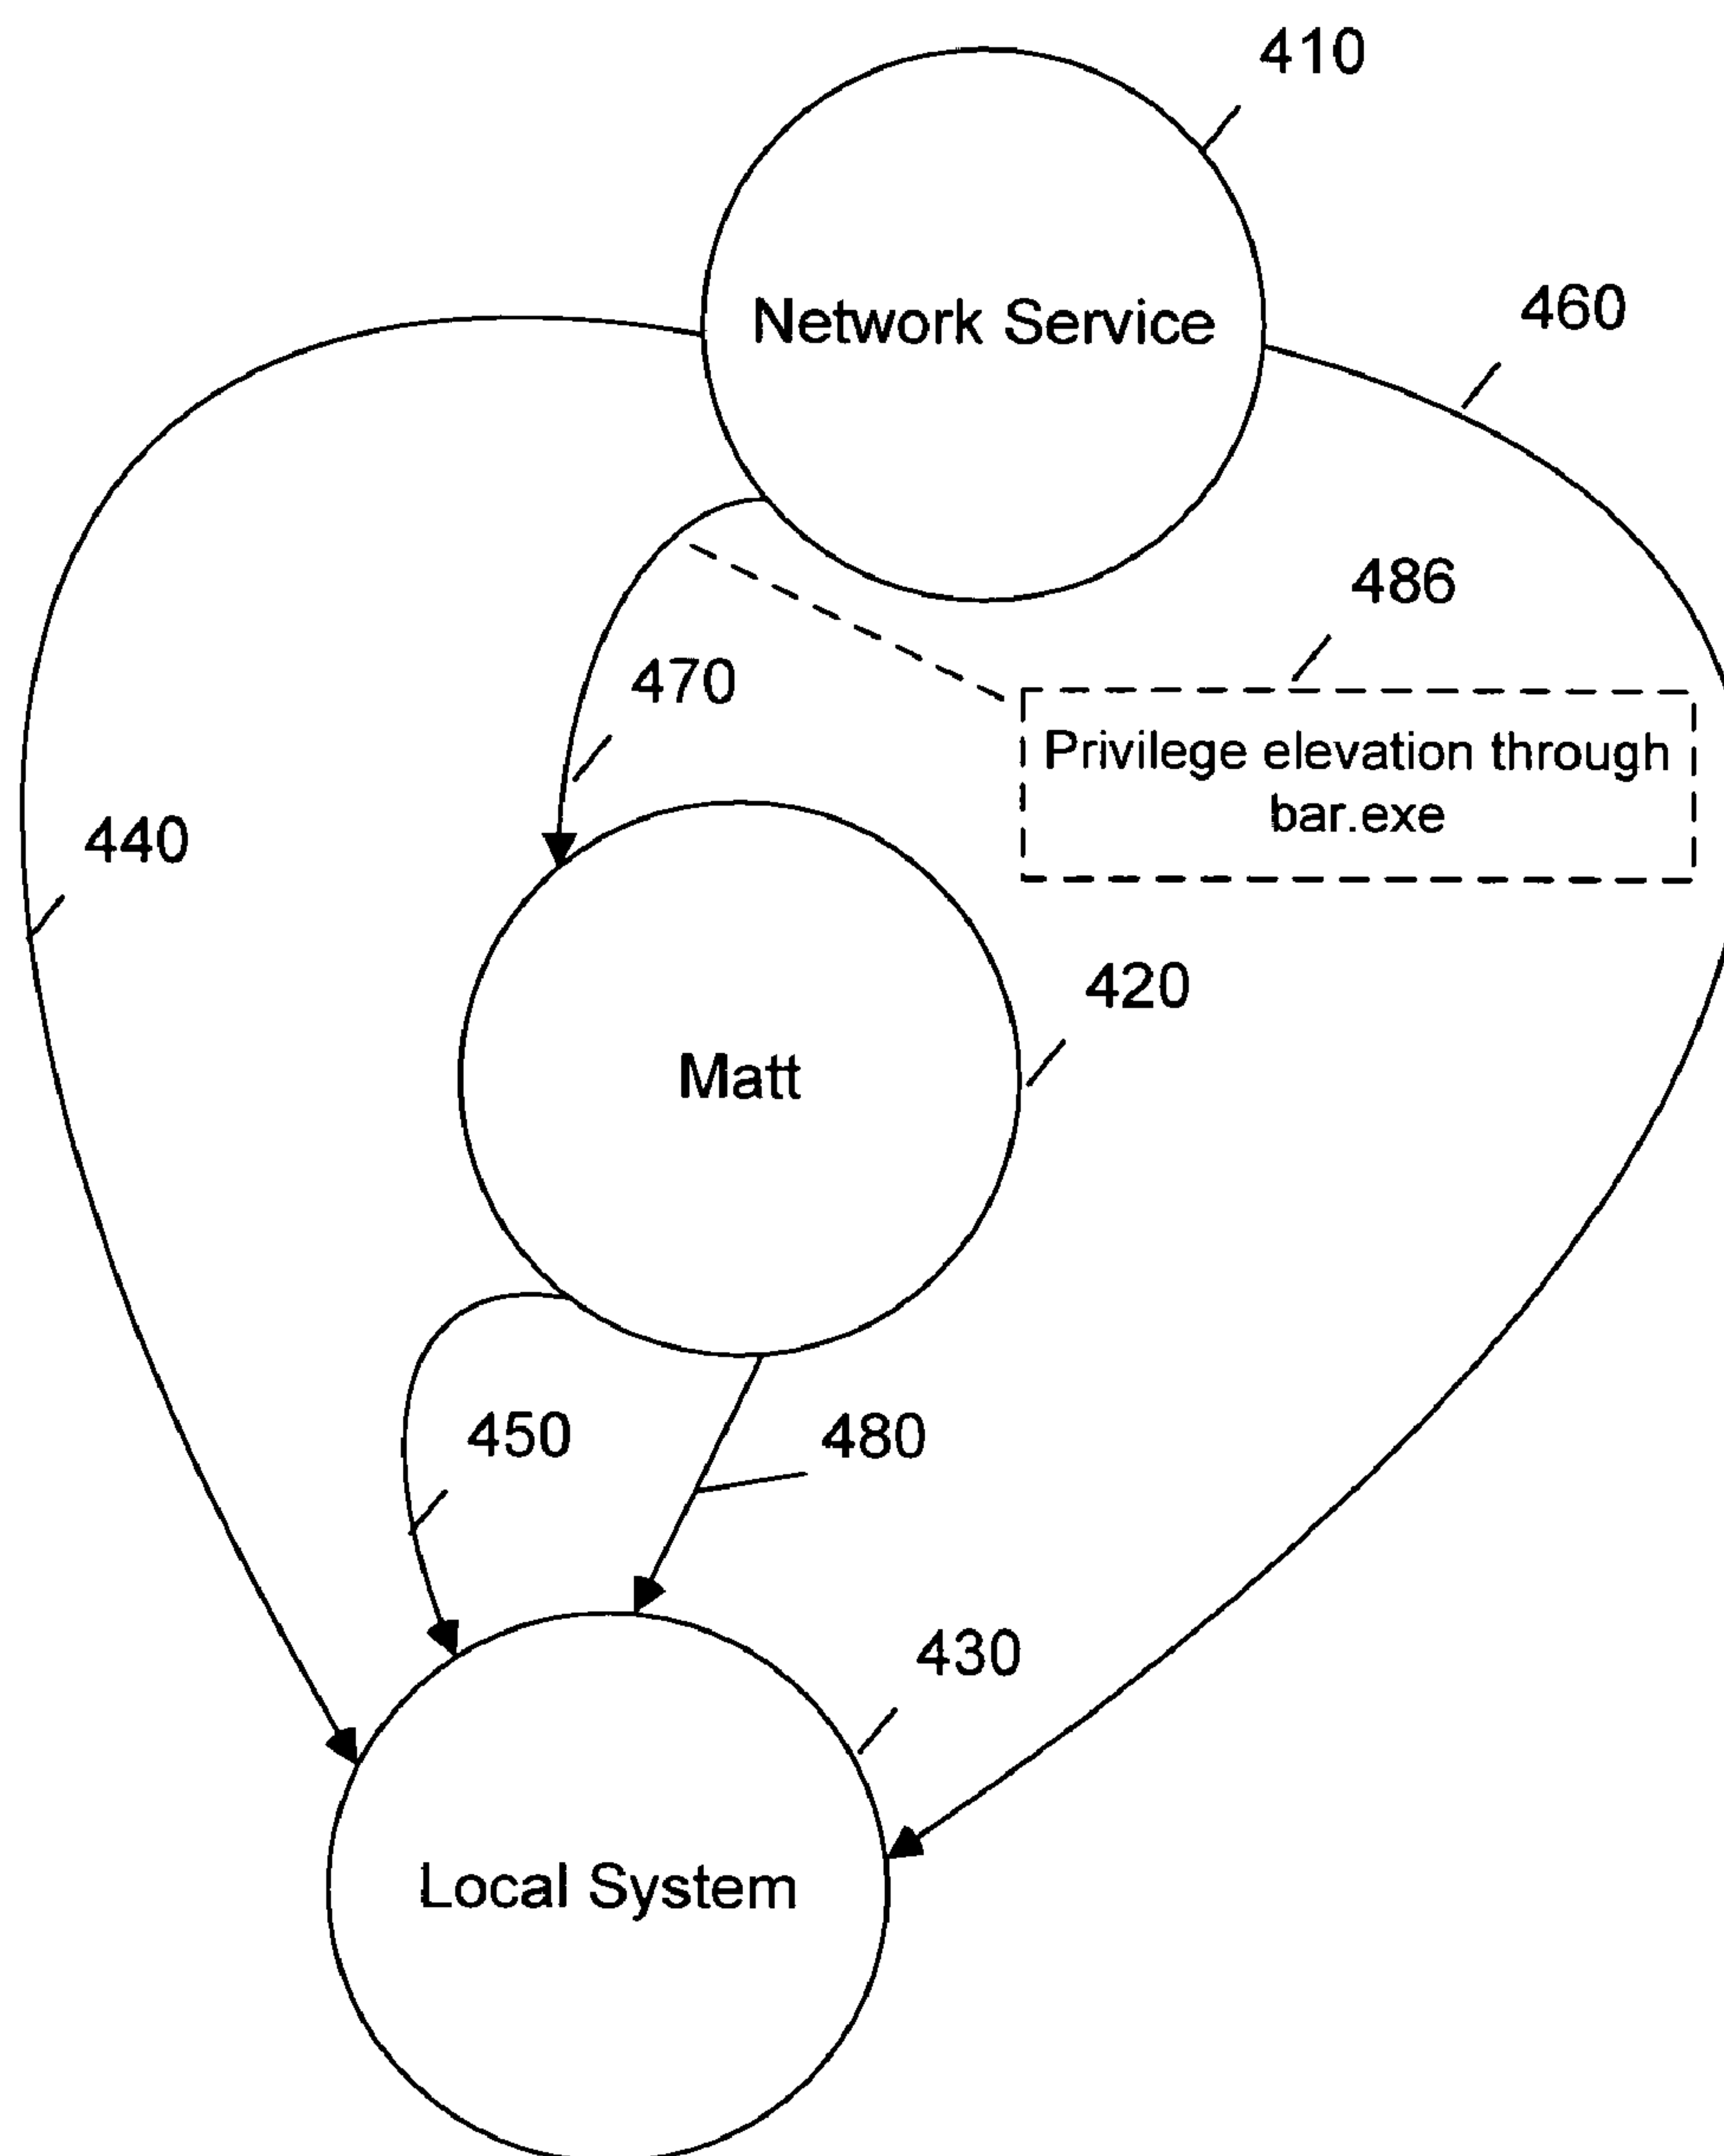 410
Network Service
460
486
470
Privilege elevation through
bar.exe
440
420
Matt
450
480
430
Local System